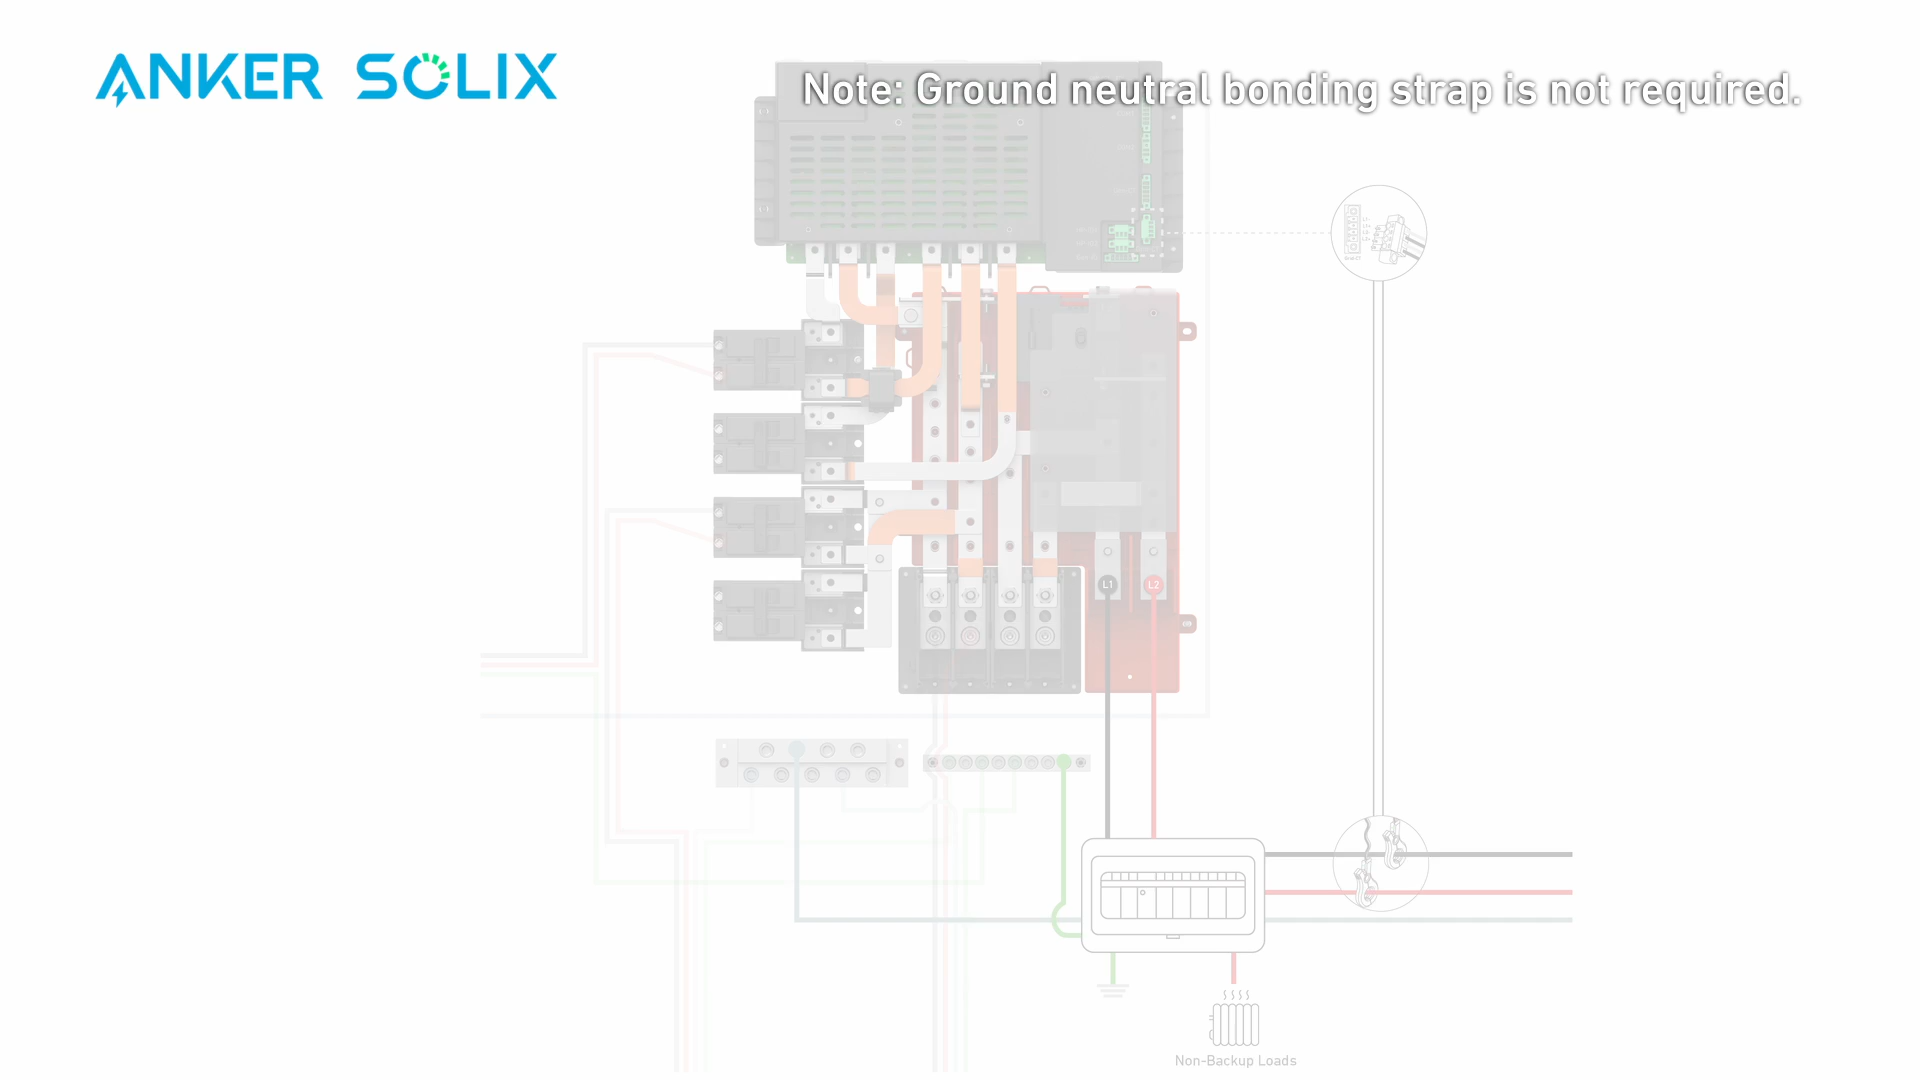 ANKER SOLIX
Note: Ground neutral bonding strap is not required.
L1
L2
Non-Backup Loads